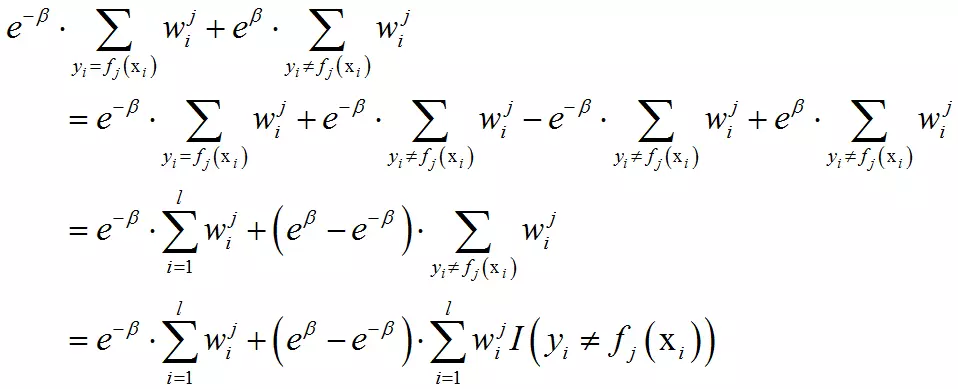 e^{-β} · ∑_{y_i = f_j(x_i)} w_i^j + e^{β} · ∑_{y_i ≠ f_j(x_i)} w_i^j
= e^{-β} · ∑_{y_i = f_j(x_i)} w_i^j + e^{-β} · ∑_{y_i ≠ f_j(x_i)} w_i^j − e^{-β} · ∑_{y_i ≠ f_j(x_i)} w_i^j + e^{β} · ∑_{y_i ≠ f_j(x_i)} w_i^j
= e^{-β} · ∑_{i=1}^{l} w_i^j + (e^{β} − e^{-β}) · ∑_{y_i ≠ f_j(x_i)} w_i^j
= e^{-β} · ∑_{i=1}^{l} w_i^j + (e^{β} − e^{-β}) · ∑_{i=1}^{l} w_i^j I(y_i ≠ f_j(x_i))